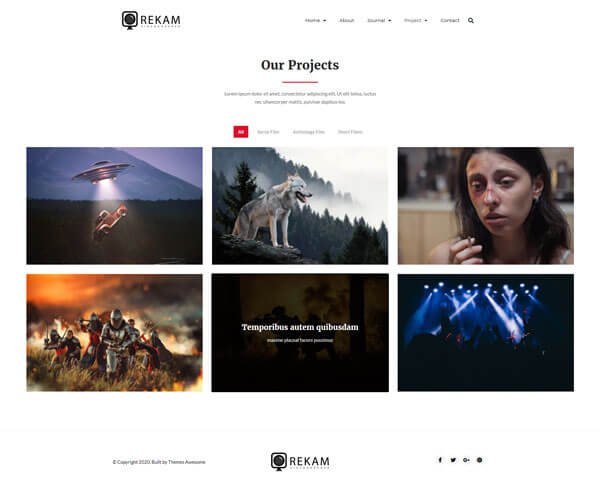 REKAM
VIDEOGRAPHER
Home About Journal Project Contact
Our Projects
Lorem ipsum dolor sit amet, consectetur adipiscing elit. Ut elit tellus, luctus
nec ullamcorper mattis, pulvinar dapibus leo.
All Serial Film Anthology Film Short Films
Temporibus autem quibusdam
maxime placeat facere possimus
© Copyright 2020. Built by Themes Awesome
REKAM
VIDEOGRAPHER